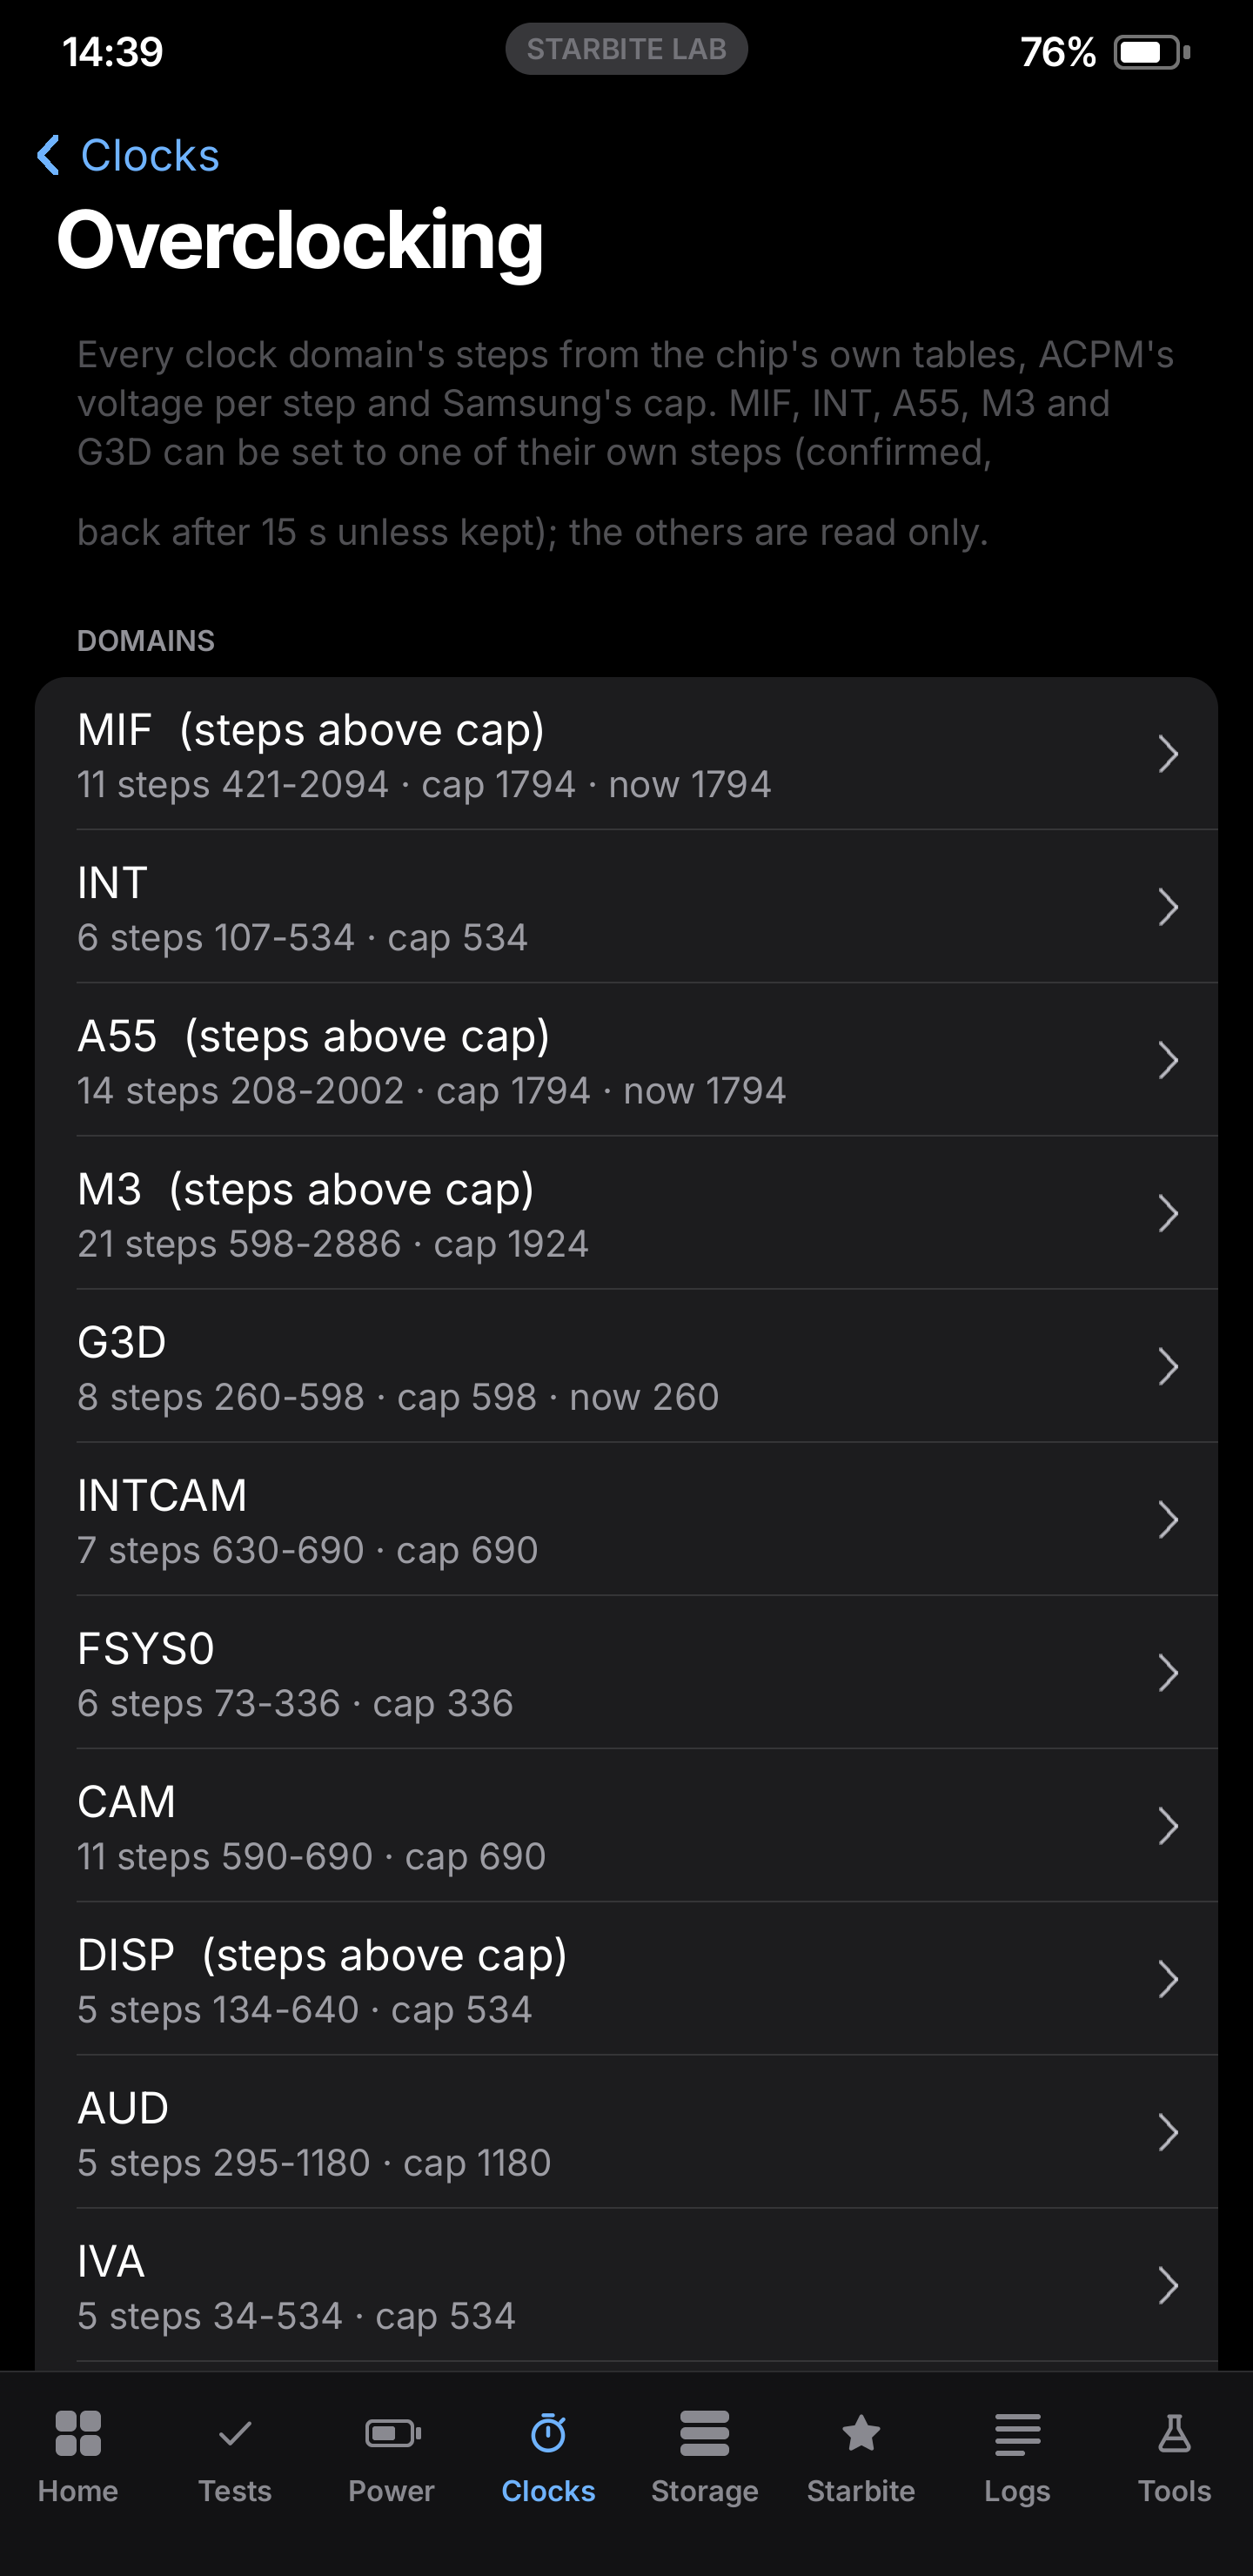 14:39
STARBITE LAB
76%
Clocks
Overclocking
Every clock domain's steps from the chip's own tables, ACPM's
voltage per step and Samsung's cap. MIF, INT, A55, M3 and
G3D can be set to one of their own steps (confirmed,
back after 15 s unless kept); the others are read only.
DOMAINS
MIF (steps above cap)
11 steps 421-2094 · cap 1794 · now 1794
INT
6 steps 107-534 · cap 534
A55 (steps above cap)
14 steps 208-2002 · cap 1794 · now 1794
M3 (steps above cap)
21 steps 598-2886 · cap 1924
G3D
8 steps 260-598 · cap 598 · now 260
INTCAM
7 steps 630-690 · cap 690
FSYS0
6 steps 73-336 · cap 336
CAM
11 steps 590-690 · cap 690
DISP (steps above cap)
5 steps 134-640 · cap 534
AUD
5 steps 295-1180 · cap 1180
IVA
5 steps 34-534 · cap 534
Home Tests Power Clocks Storage Starbite Logs Tools